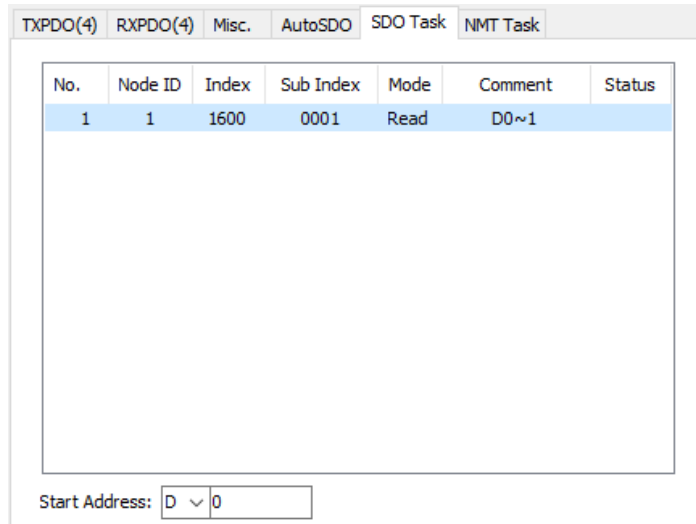 TXPDO(4) RXPDO(4) Misc. AutoSDO SDO Task NMT Task
No. Node ID Index Sub Index Mode Comment Status
1 1 1600 0001 Read D0~1
Start Address: D 0